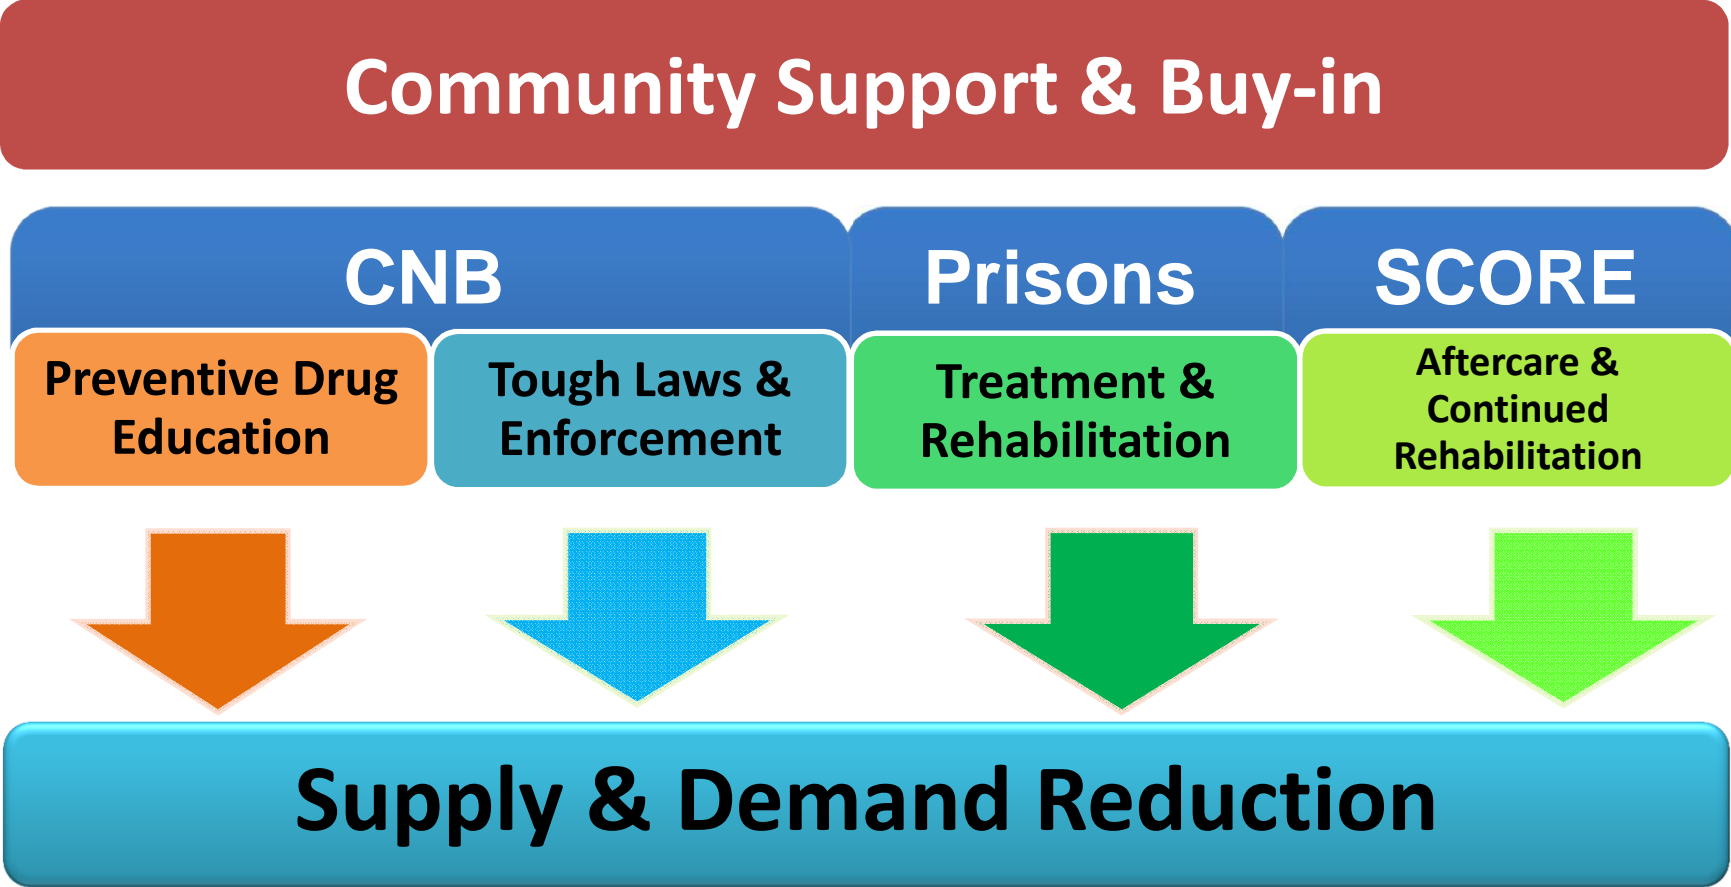 Community Support & Buy-in
CNB
Prisons
SCORE
Preventive Drug
Education
Tough Laws &
Enforcement
Treatment &
Rehabilitation
Aftercare &
Continued
Rehabilitation
Supply & Demand Reduction